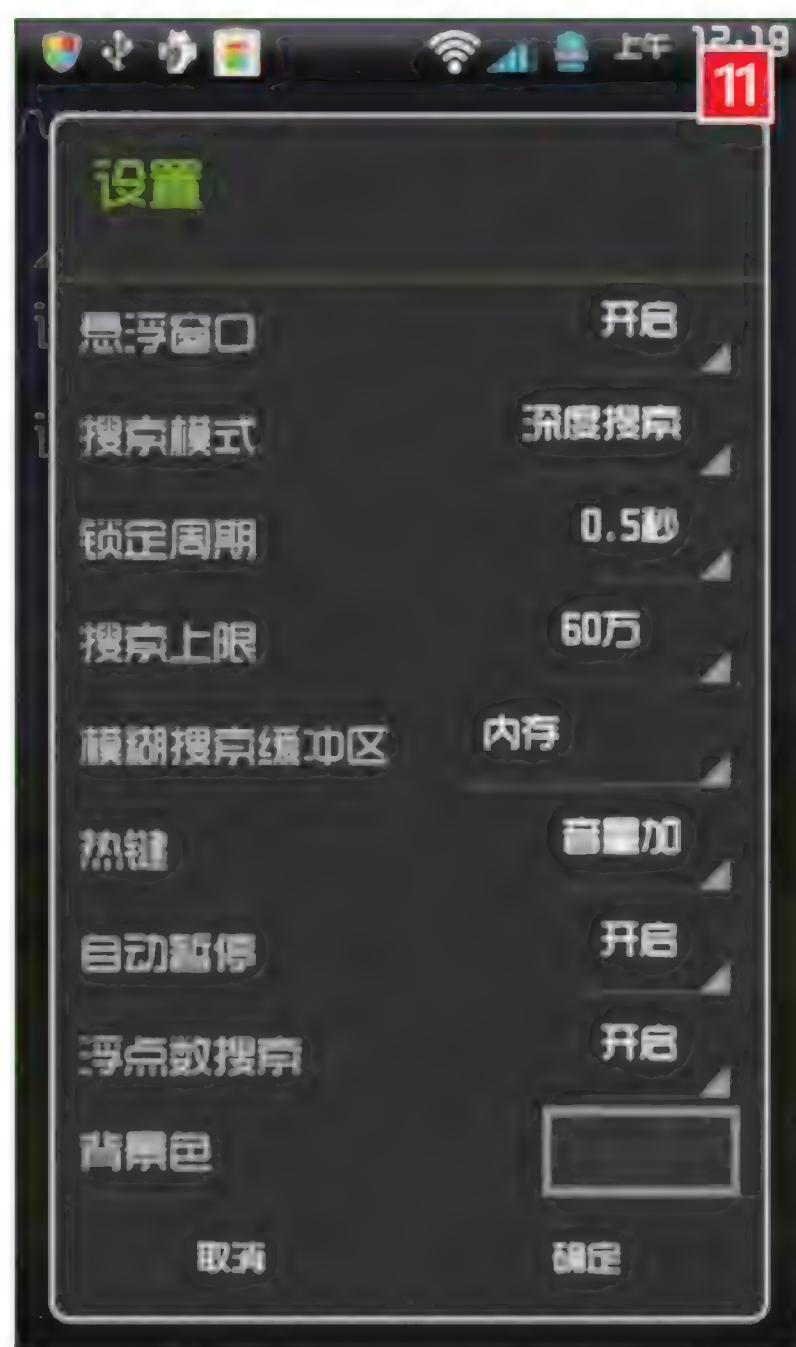 上午 12:19
11
设置
悬浮窗口 开启
搜索模式 深度搜索
锁定周期 0.5秒
搜索上限 60万
模糊搜索缓冲区 内存
热键 音量加
自动暂停 开启
浮点数搜索 开启
背景色
取消 确定